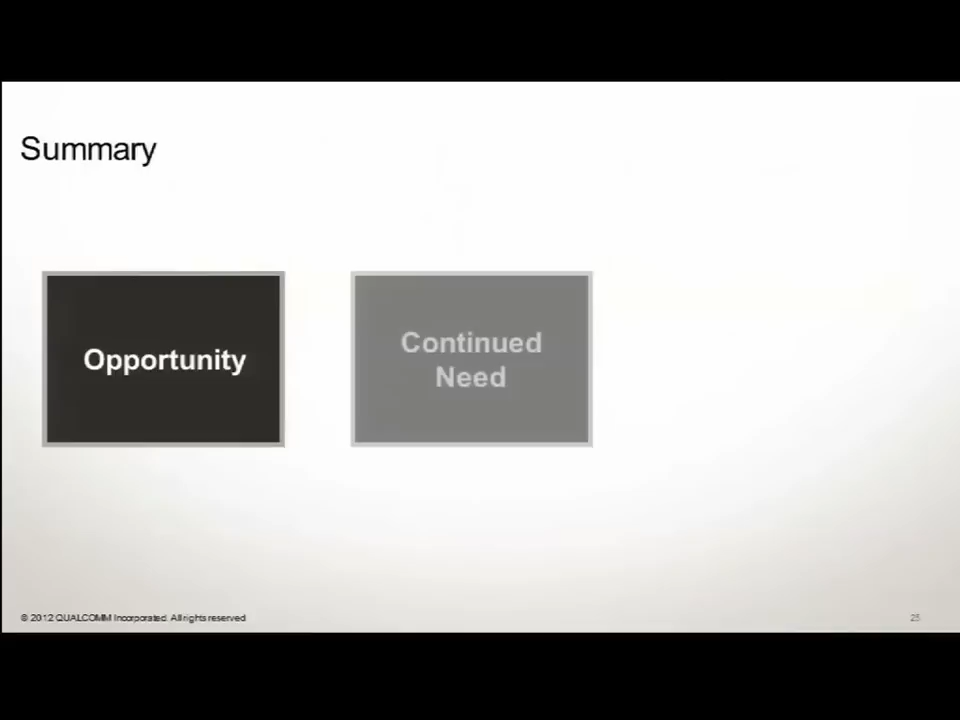 Summary
Opportunity
Continued
Need
© 2012 QUALCOMM Incorporated. All rights reserved
25